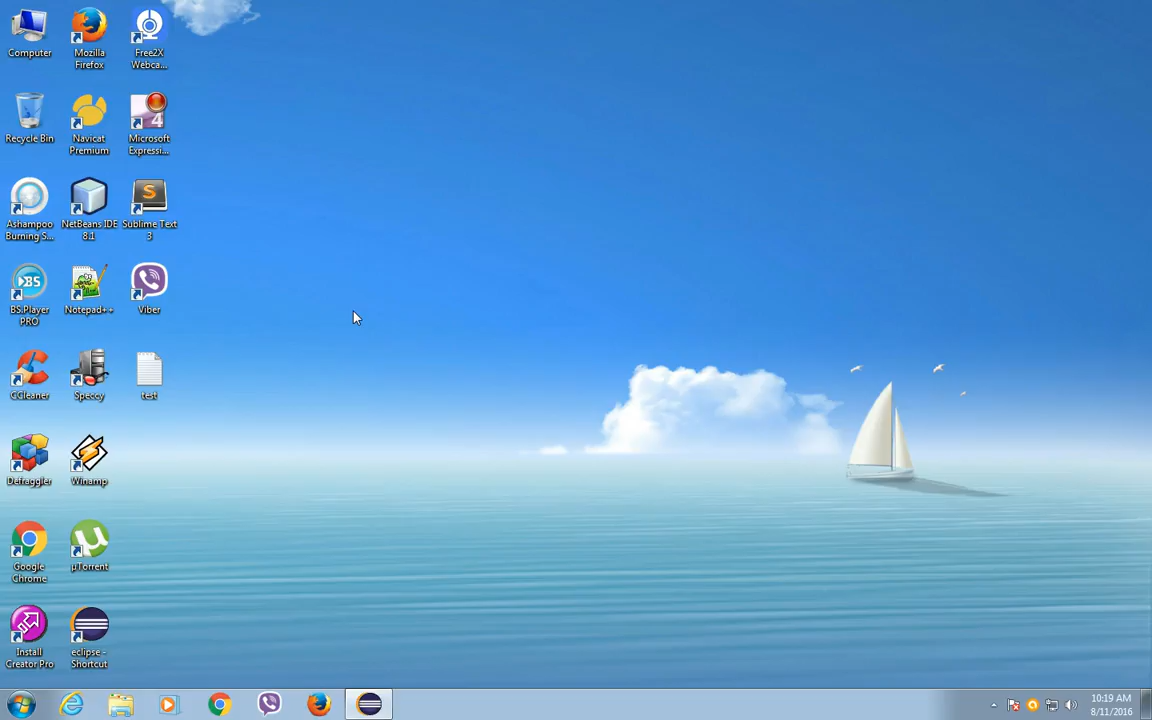 Computer
Mozilla
Firefox
Free2X
Webca...
Recycle Bin
Navicat
Premium
4
Microsoft
Expressi...
Ashampoo
Burning S...
NetBeans IDE
8.1
S
Sublime Text
3
BS
BS.Player
PRO
Notepad++
Viber
CCleaner
Speccy
test
Defraggler
Winamp
Google
Chrome
µ
µTorrent
Install
Creator Pro
eclipse -
Shortcut
10:19 AM
8/11/2016